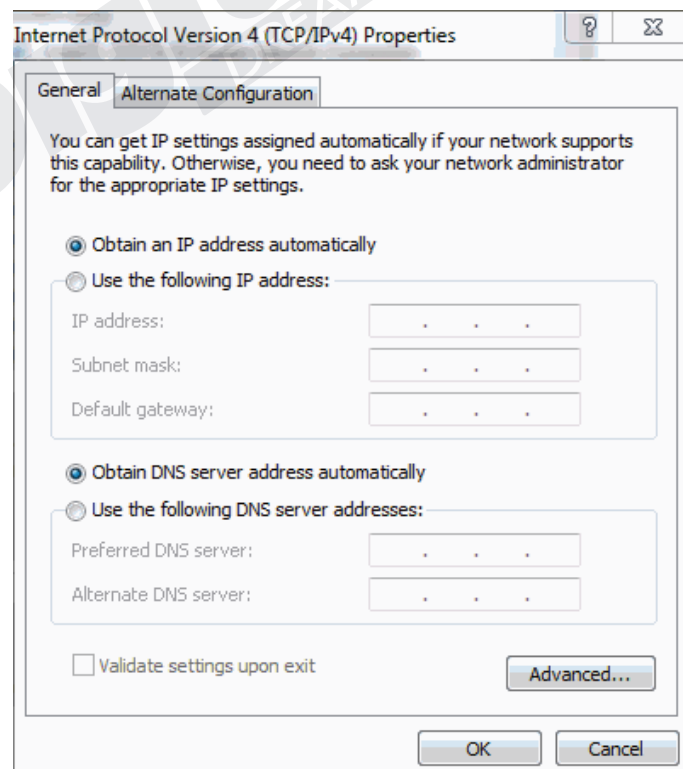 Internet Protocol Version 4 (TCP/IPv4) Properties
General
Alternate Configuration
You can get IP settings assigned automatically if your network supports
this capability. Otherwise, you need to ask your network administrator
for the appropriate IP settings.
Obtain an IP address automatically
Use the following IP address:
IP address:
Subnet mask:
Default gateway:
Obtain DNS server address automatically
Use the following DNS server addresses:
Preferred DNS server:
Alternate DNS server:
Validate settings upon exit
Advanced...
OK
Cancel